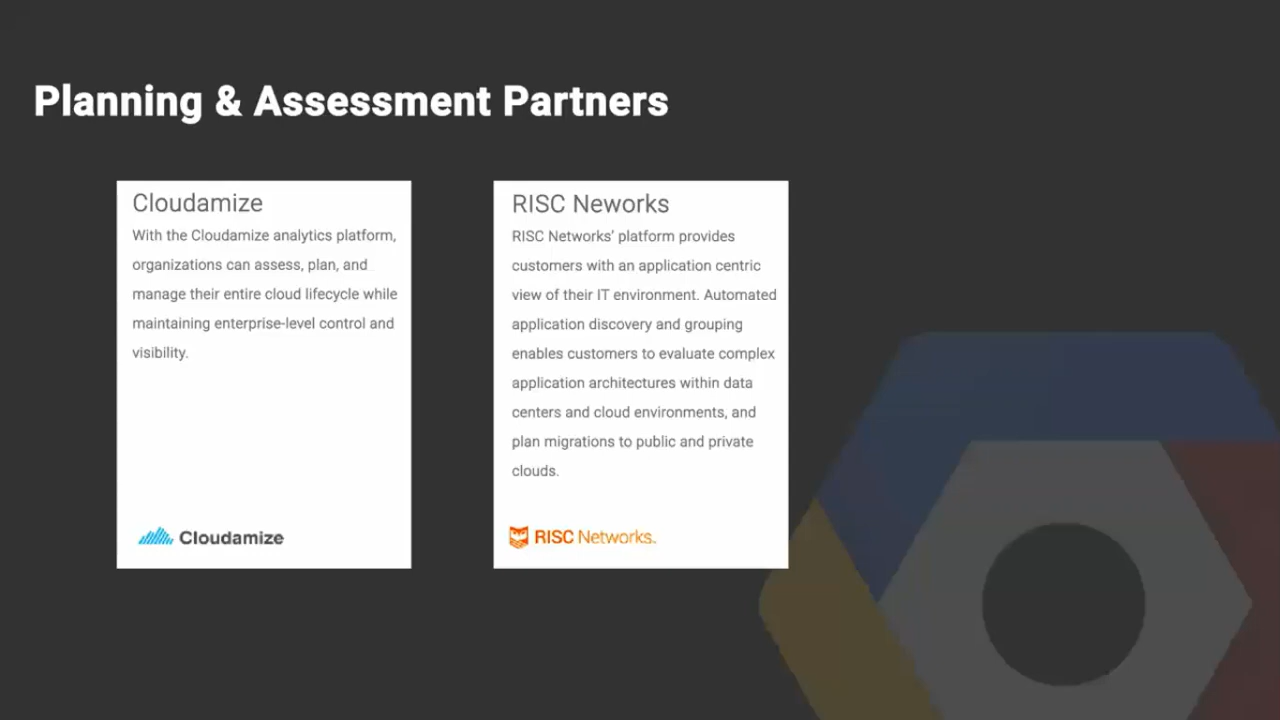 Planning & Assessment Partners
Cloudamize
With the Cloudamize analytics platform,
organizations can assess, plan, and
manage their entire cloud lifecycle while
maintaining enterprise-level control and
visibility.
Cloudamize
RISC Neworks
RISC Networks' platform provides
customers with an application centric
view of their IT environment. Automated
application discovery and grouping
enables customers to evaluate complex
application architectures within data
centers and cloud environments, and
plan migrations to public and private
clouds.
RISC Networks.